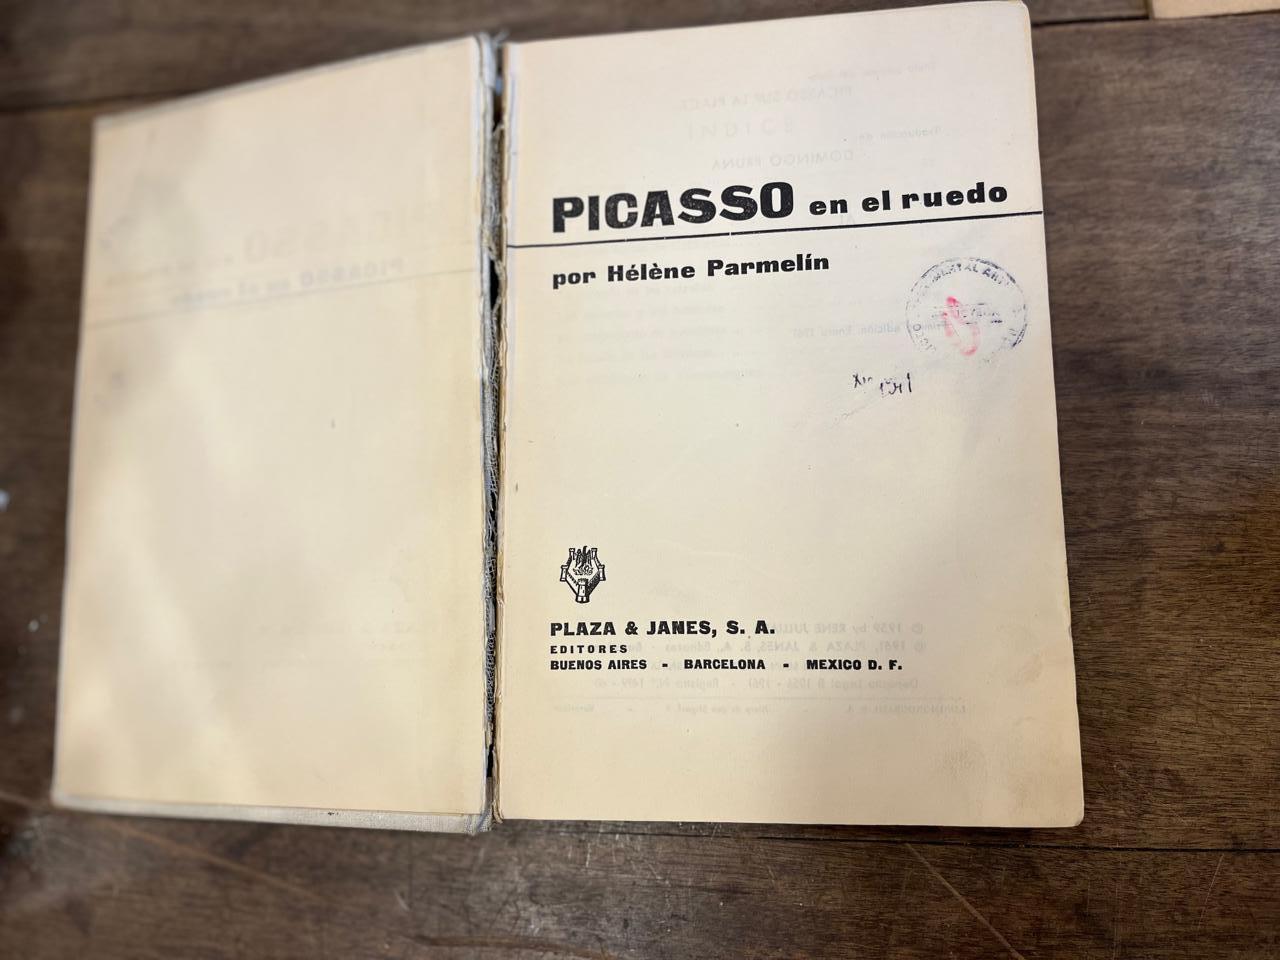 PICASSO en el ruedo
por Hélène Parmelín
PLAZA & JANES, S. A.
EDITORES
BUENOS AIRES - BARCELONA - MEXICO D. F.